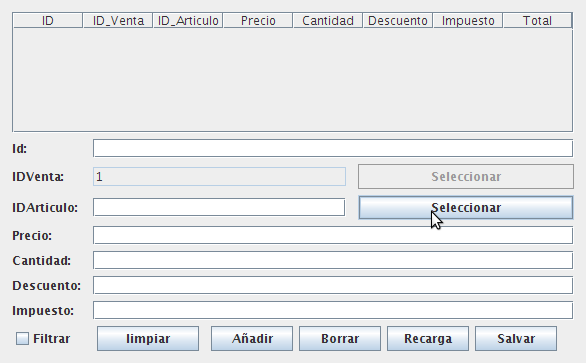 ID ID_Venta ID_Articulo Precio Cantidad Descuento Impuesto Total
Id:
IDVenta: 1 Seleccionar
IDArticulo: Seleccionar
Precio:
Cantidad:
Descuento:
Impuesto:
Filtrar limpiar Añadir Borrar Recarga Salvar